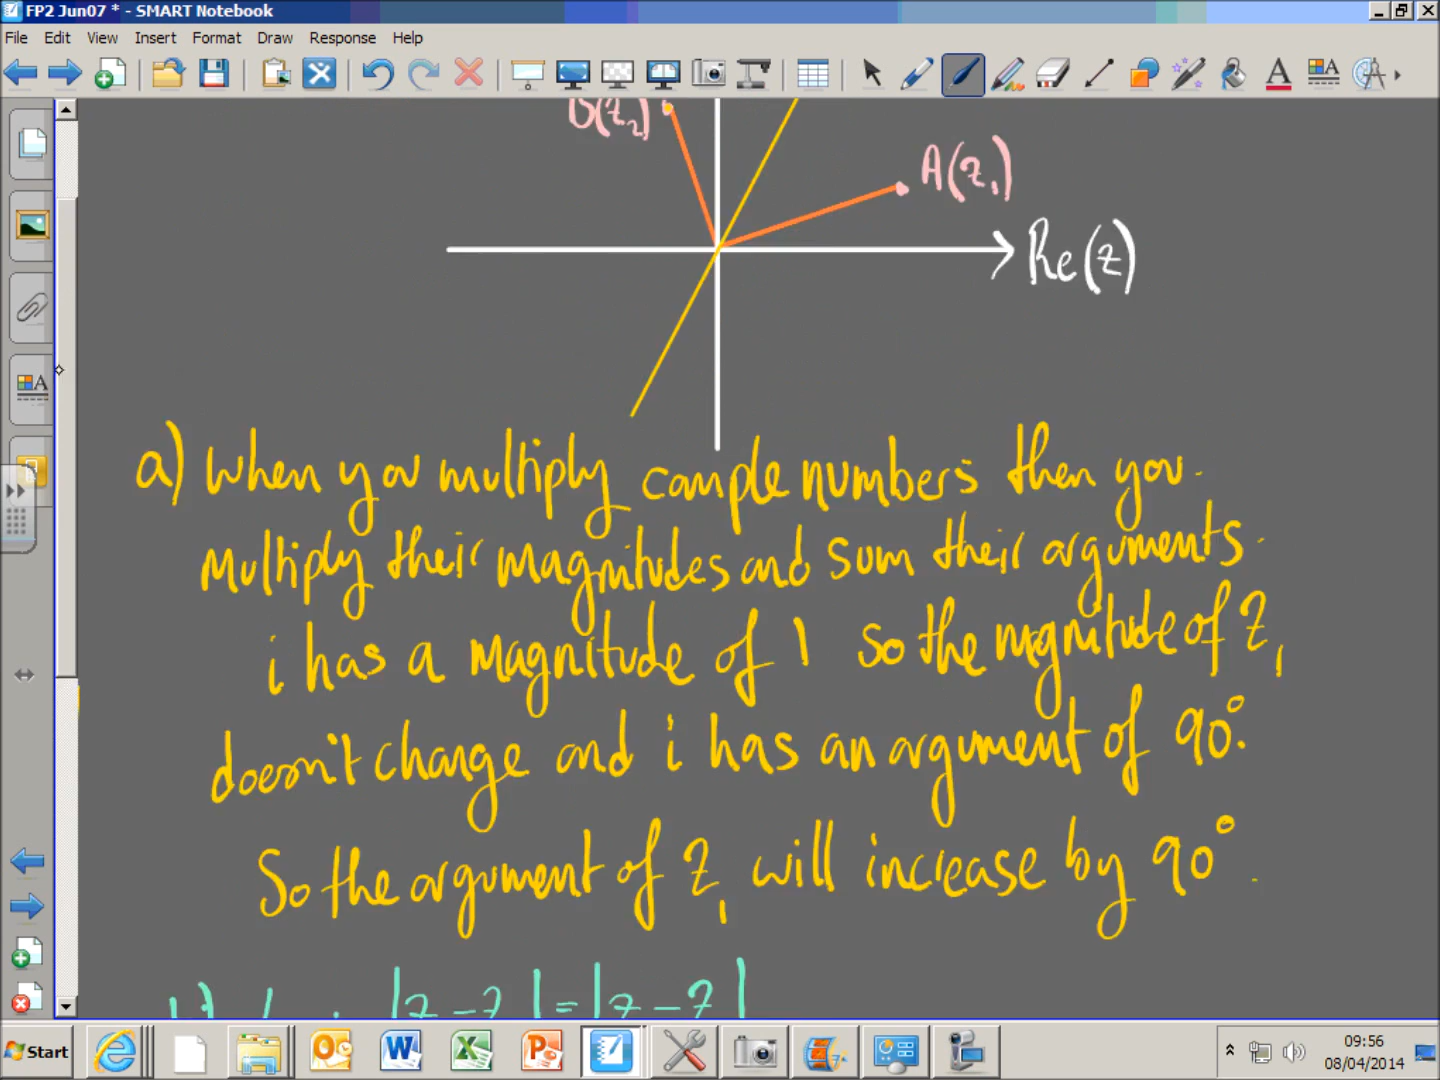 FP2 Jun07 * - SMART Notebook
File Edit View Insert Format Draw Response Help
A(z₁)
Re(z)
a) When you multiply comple numbers then you
multiply their magnitudes and sum their arguments.
i has a magnitude of 1 so the magnitude of z₁
doesn't change and i has an argument of 90°.
So the argument of z₁ will increase by 90°.
|z - z | = |z - z |
Start
09:56
08/04/2014